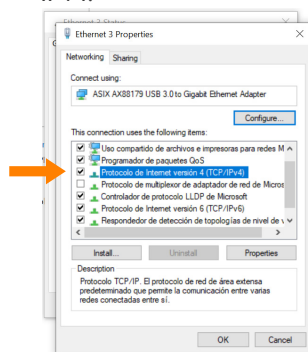 Ethernet 3 Status
Ethernet 3 Properties
Networking Sharing
Connect using:
ASIX AX88179 USB 3.0 to Gigabit Ethernet Adapter
Configure...
This connection uses the following items:
Uso compartido de archivos e impresoras para redes M
Programador de paquetes QoS
Protocolo de Internet versión 4 (TCP/IPv4)
Protocolo de multiplexor de adaptador de red de Micros
Controlador de protocolo LLDP de Microsoft
Protocolo de Internet versión 6 (TCP/IPv6)
Respondedor de detección de topologías de nivel de v
Install... Uninstall Properties
Description
Protocolo TCP/IP. El protocolo de red de área extensa
predeterminado que permite la comunicación entre varias
redes conectadas entre sí.
OK Cancel